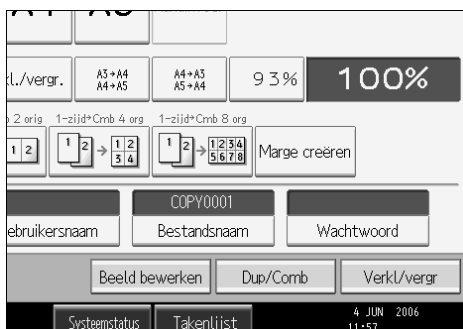 kl./vergr. A3→A4 A4→A5 A4→A3 A5→A4 93% 100%
2 orig 1-zijd→Cmb 4 org 1-zijd→Cmb 8 org
1 2 1 2 → 1 2 3 4 1 2 → 1 2 3 4 5 6 7 8 Marge creëren
COPY0001
ebruikersnaam Bestandsnaam Wachtwoord
Beeld bewerken Dup/Comb Verkl/vergr
Systeemstatus Takenlijst 4 JUN 2006
11:57